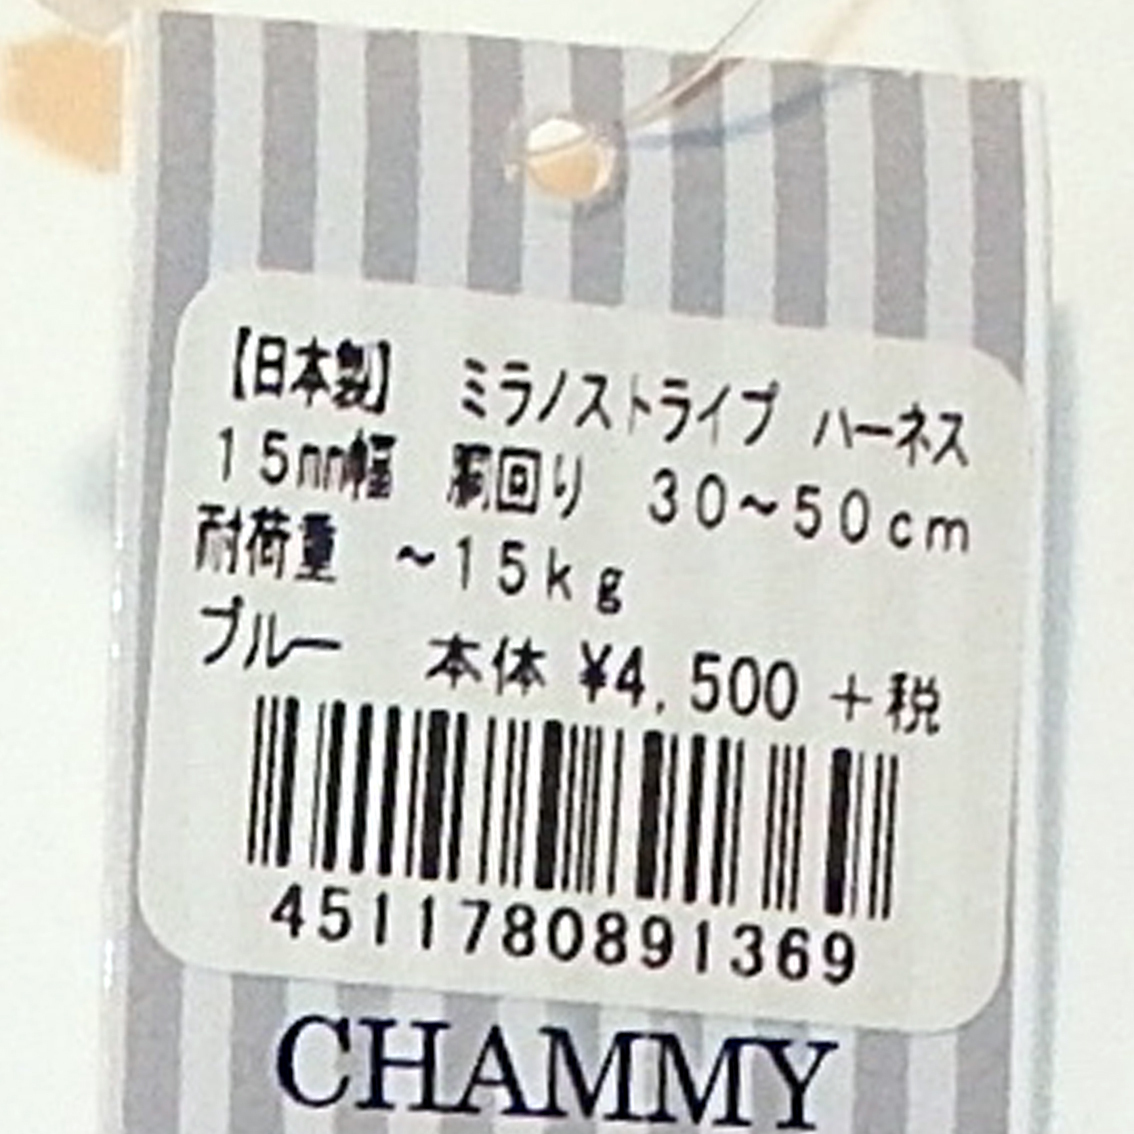 【日本製】 ミラノストライプ ハーネス
15mm幅 胴回り 30~50cm
耐荷重 ~15kg
ブルー 本体 ¥4,500 +税
4511780891369
CHAMMY